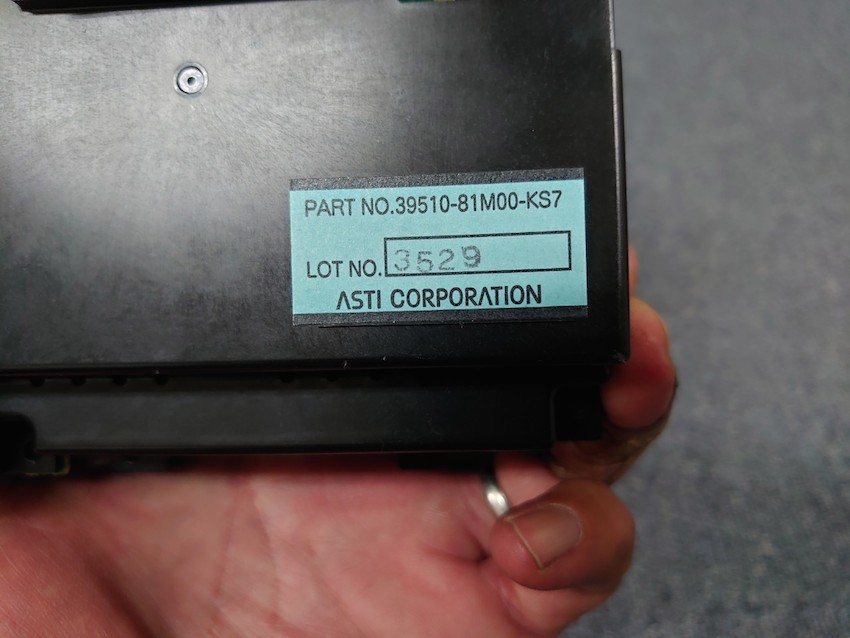 PART NO.39510-81M00-KS7
LOT NO. 3529
ASTI CORPORATION